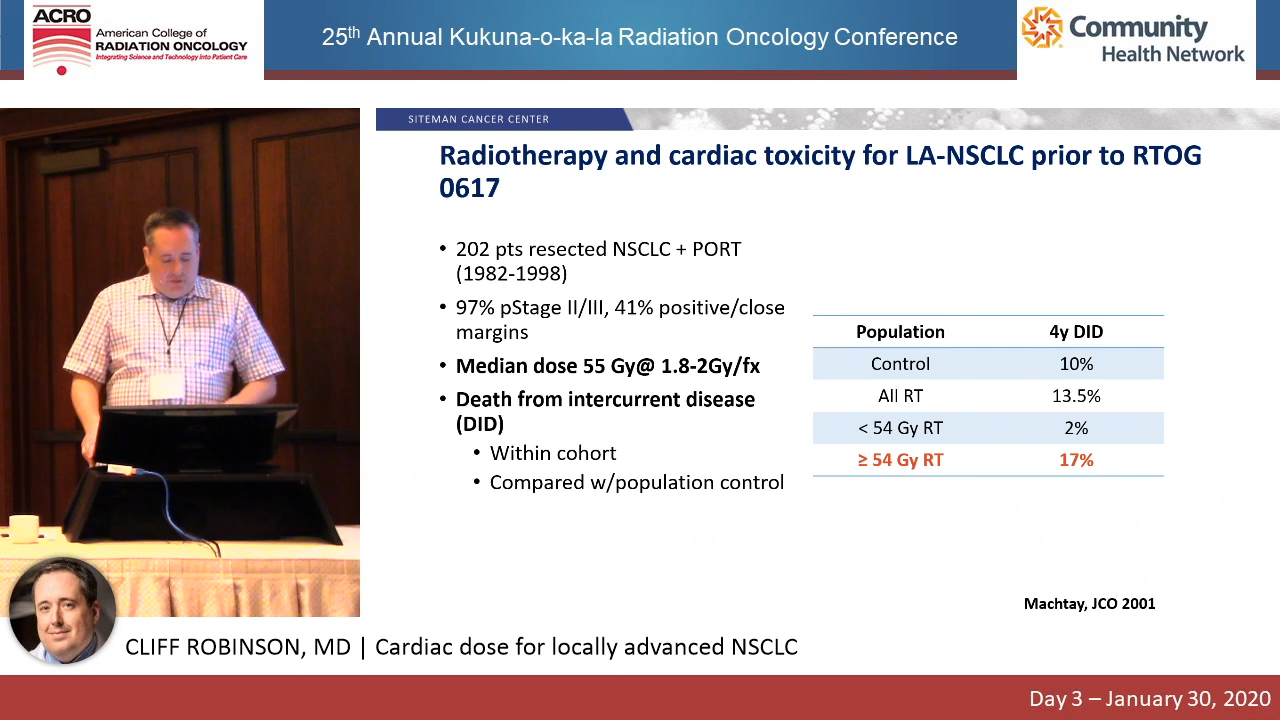 ACRO
American College of
RADIATION ONCOLOGY
Integrating Science and Technology Into Patient Care
25th Annual Kukuna-o-ka-la Radiation Oncology Conference
Community
Health Network
SITEMAN CANCER CENTER
Radiotherapy and cardiac toxicity for LA-NSCLC prior to RTOG
0617
• 202 pts resected NSCLC + PORT
(1982-1998)
• 97% pStage II/III, 41% positive/close
margins
• Median dose 55 Gy@ 1.8-2Gy/fx
• Death from intercurrent disease
(DID)
• Within cohort
• Compared w/population control
Population 4y DID
Control 10%
All RT 13.5%
< 54 Gy RT 2%
≥ 54 Gy RT 17%
Machtay, JCO 2001
CLIFF ROBINSON, MD | Cardiac dose for locally advanced NSCLC
Day 3 – January 30, 2020